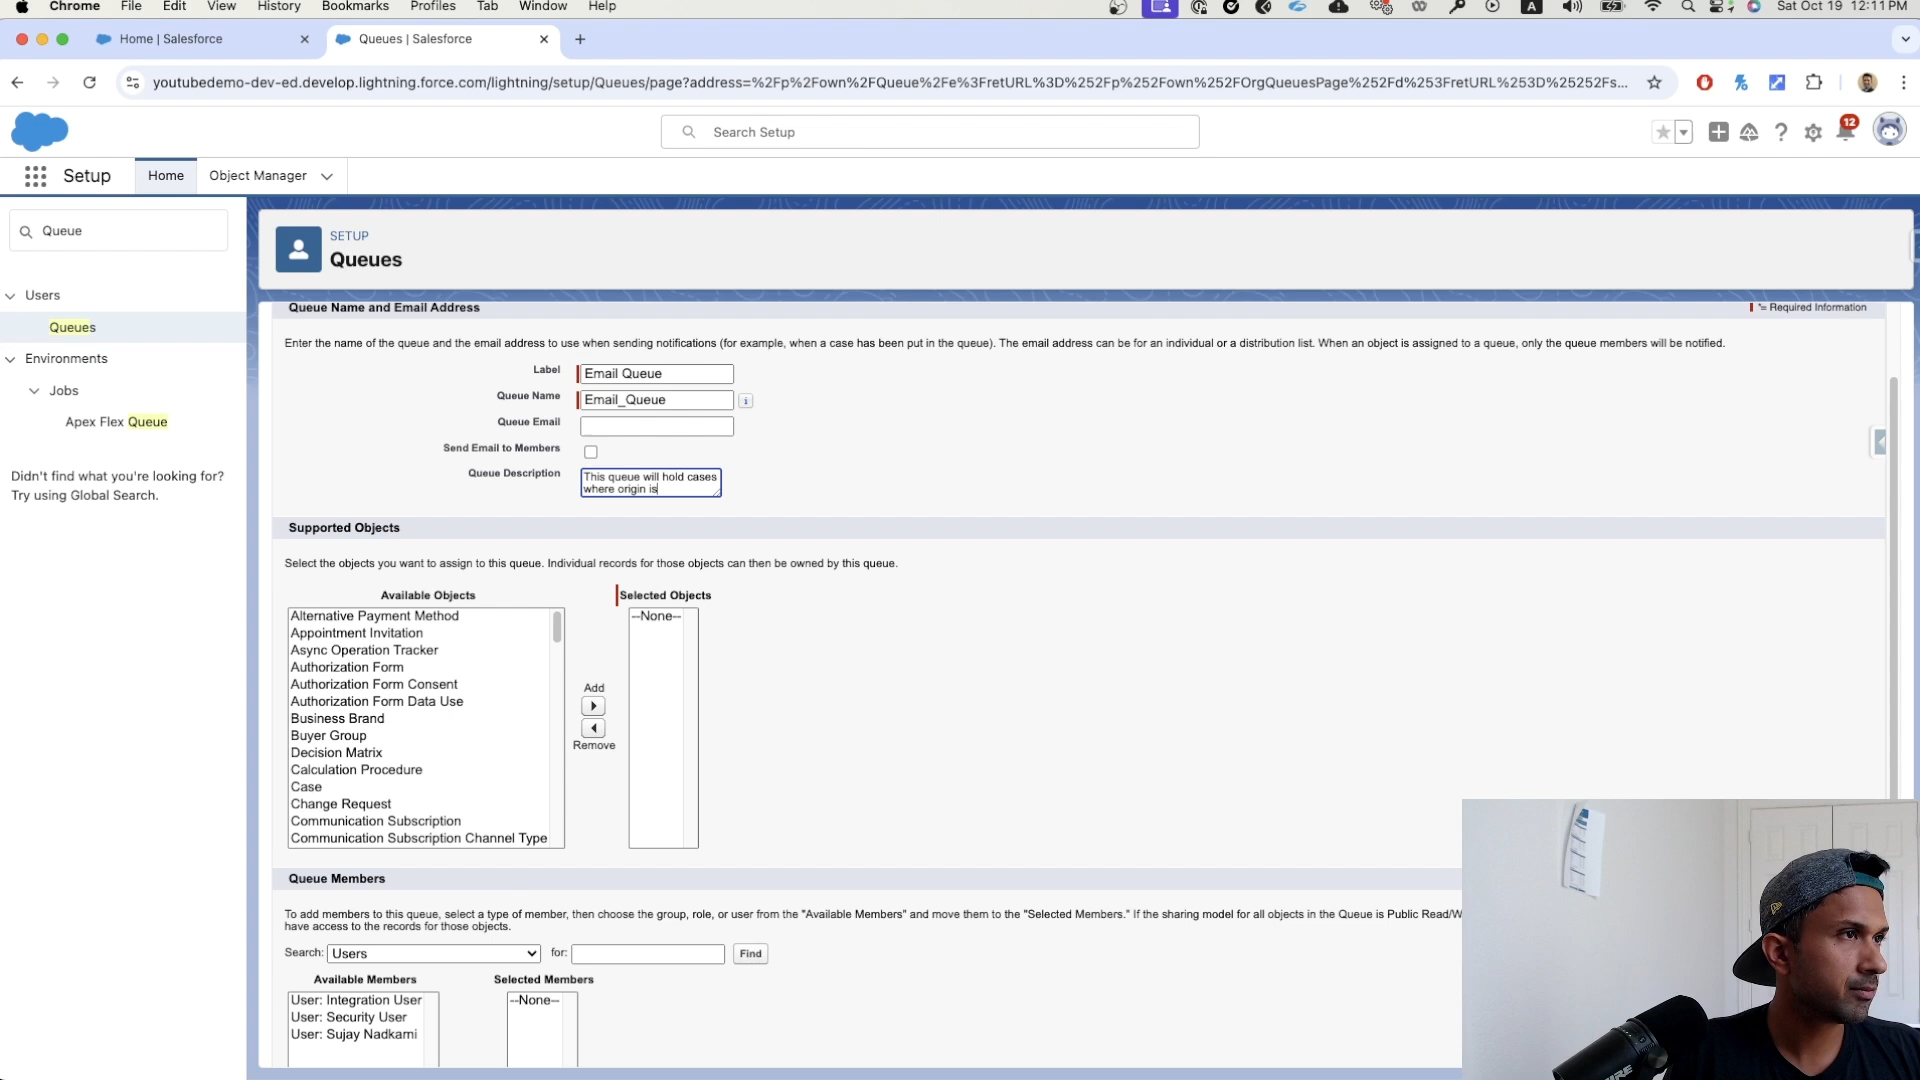 Chrome File Edit View History Bookmarks Profiles Tab Window Help A Sat Oct 19 12:11 PM
Home | Salesforce Queues | Salesforce
youtubedemo-dev-ed.develop.lightning.force.com/lightning/setup/Queues/page?address=%2Fp%2Fown%2FQueue%2Fe%3FretURL%3D%252Fp%252Fown%252FOrgQueuesPage%252Fd%253FretURL%253D%25252Fs...
Search Setup
12
Setup Home Object Manager
Queue
SETUP
Queues
Users
Queues
Environments
Jobs
Apex Flex Queue
Didn't find what you're looking for?
Try using Global Search.
Queue Name and Email Address
*= Required Information
Enter the name of the queue and the email address to use when sending notifications (for example, when a case has been put in the queue). The email address can be for an individual or a distribution list. When an object is assigned to a queue, only the queue members will be notified.
Label Email Queue
Queue Name Email_Queue i
Queue Email
Send Email to Members
Queue Description This queue will hold cases
where origin is
Supported Objects
Select the objects you want to assign to this queue. Individual records for those objects can then be owned by this queue.
Available Objects Selected Objects
Alternative Payment Method --None--
Appointment Invitation
Async Operation Tracker
Authorization Form
Authorization Form Consent
Authorization Form Data Use
Business Brand
Buyer Group
Decision Matrix
Calculation Procedure
Case
Change Request
Communication Subscription
Communication Subscription Channel Type
Add
Remove
Queue Members
To add members to this queue, select a type of member, then choose the group, role, or user from the "Available Members" and move them to the "Selected Members." If the sharing model for all objects in the Queue is Public Read/W
have access to the records for those objects.
Search: Users for: Find
Available Members Selected Members
User: Integration User --None--
User: Security User
User: Sujay Nadkarni